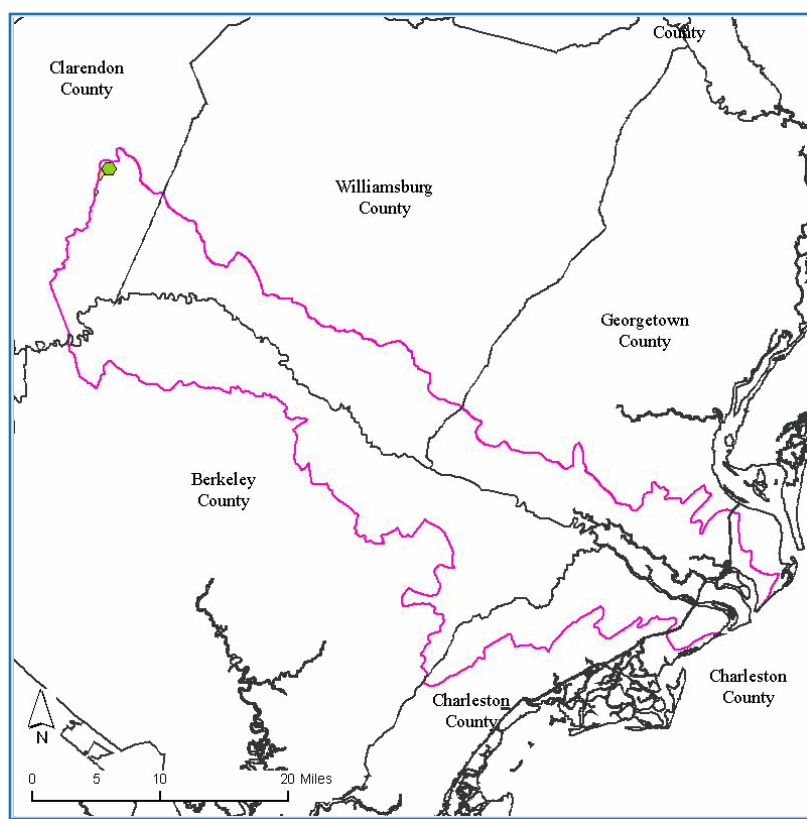 County
Clarendon
County
Williamsburg
County
Georgetown
County
Berkeley
County
Charleston
County
Charleston
County
N
0 5 10 20 Miles